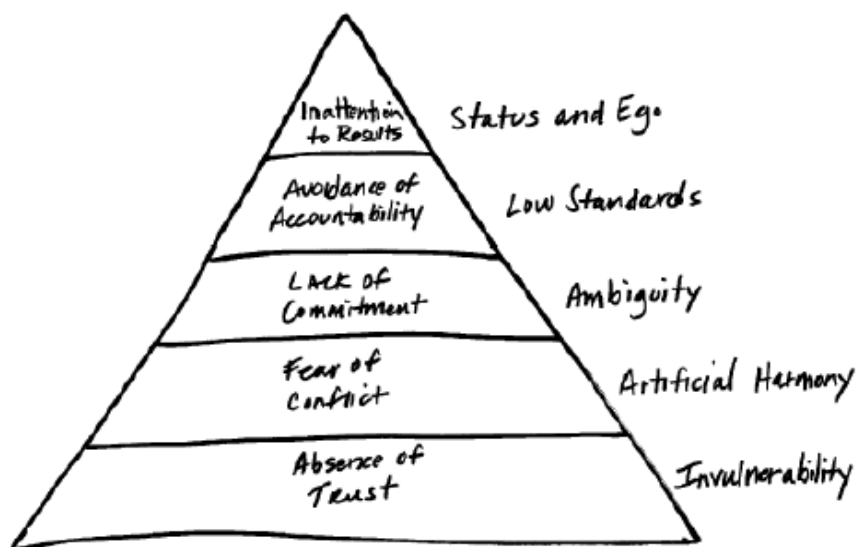 Inattention
to Results
Status and Ego
Avoidance of
Accountability
Low Standards
Lack of
Commitment
Ambiguity
Fear of
Conflict
Artificial Harmony
Absence of
Trust
Invulnerability